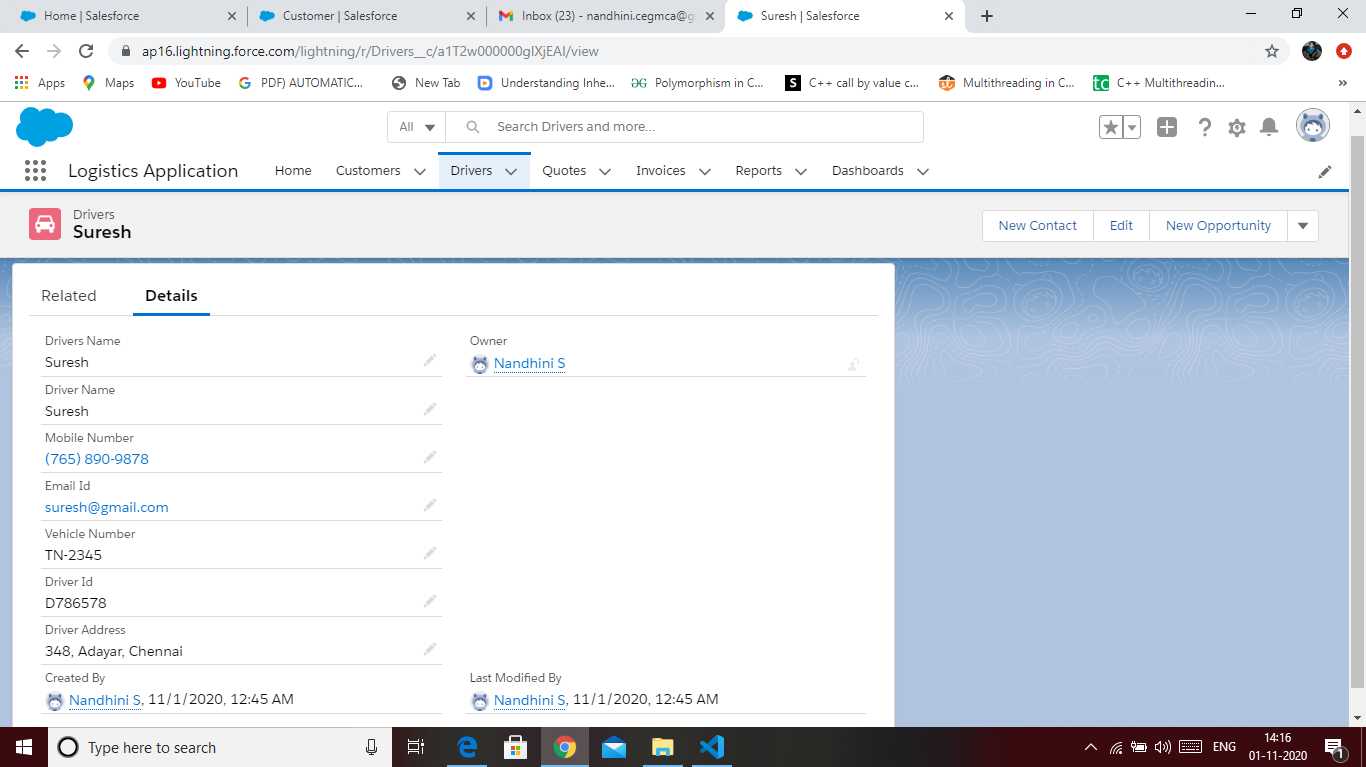 Home | Salesforce
Customer | Salesforce
Inbox (23) - nandhini.cegmca@g
Suresh | Salesforce
ap16.lightning.force.com/lightning/r/Drivers__c/a1T2w000000glXjEAI/view
Apps Maps YouTube PDF) AUTOMATIC... New Tab Understanding Inhe... Polymorphism in C... C++ call by value c... Multithreading in C... C++ Multithreadin... »
All Search Drivers and more...
Logistics Application Home Customers Drivers Quotes Invoices Reports Dashboards
Drivers
Suresh
New Contact Edit New Opportunity
Related Details
Drivers Name
Suresh
Owner
Nandhini S
Driver Name
Suresh
Mobile Number
(765) 890-9878
Email Id
suresh@gmail.com
Vehicle Number
TN-2345
Driver Id
D786578
Driver Address
348, Adayar, Chennai
Created By
Nandhini S, 11/1/2020, 12:45 AM
Last Modified By
Nandhini S, 11/1/2020, 12:45 AM
Type here to search
ENG
14:16
01-11-2020
1